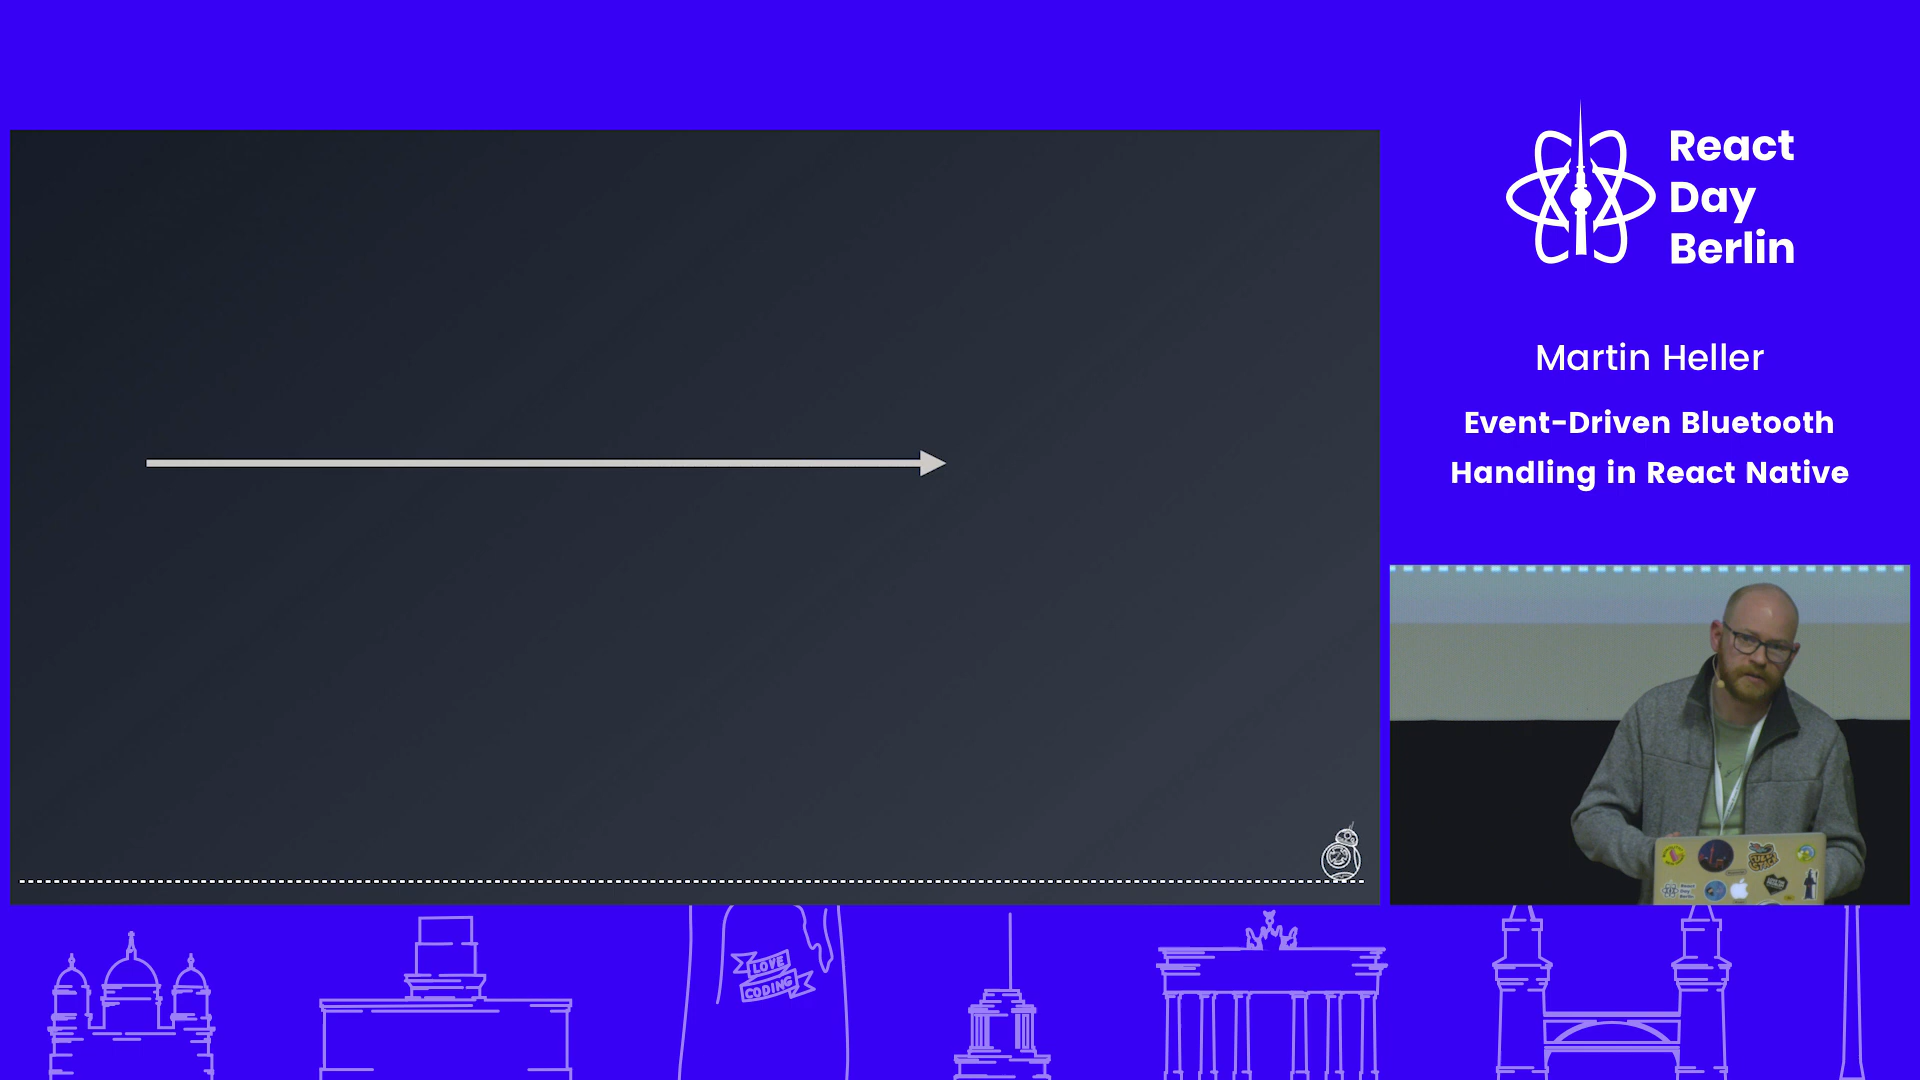 React
Day
Berlin
Martin Heller
Event-Driven Bluetooth
Handling in React Native
LOVE
CODING